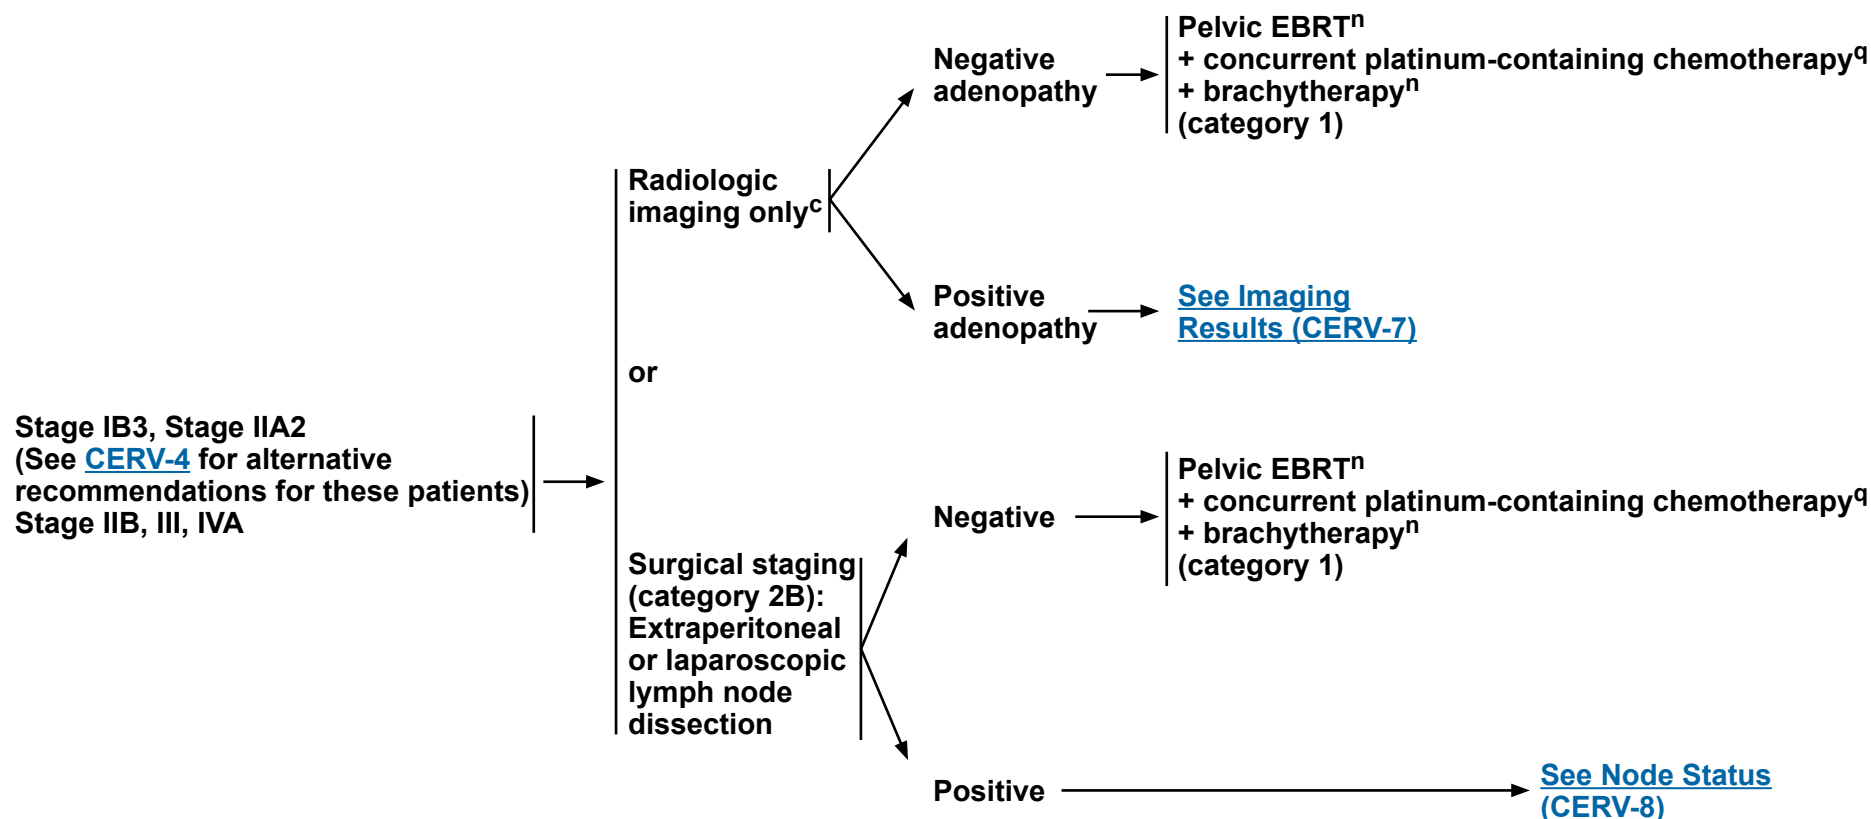 Stage IB3, Stage IIA2
(See CERV-4 for alternative
recommendations for these patients)
Stage IIB, III, IVA
Radiologic
imaging onlyᶜ
or
Surgical staging
(category 2B):
Extraperitoneal
or laparoscopic
lymph node
dissection
Negative
adenopathy
Pelvic EBRTⁿ
+ concurrent platinum-containing chemotherapy^q
+ brachytherapyⁿ
(category 1)
Positive
adenopathy
See Imaging
Results (CERV-7)
Negative
Pelvic EBRTⁿ
+ concurrent platinum-containing chemotherapy^q
+ brachytherapyⁿ
(category 1)
Positive
See Node Status
(CERV-8)